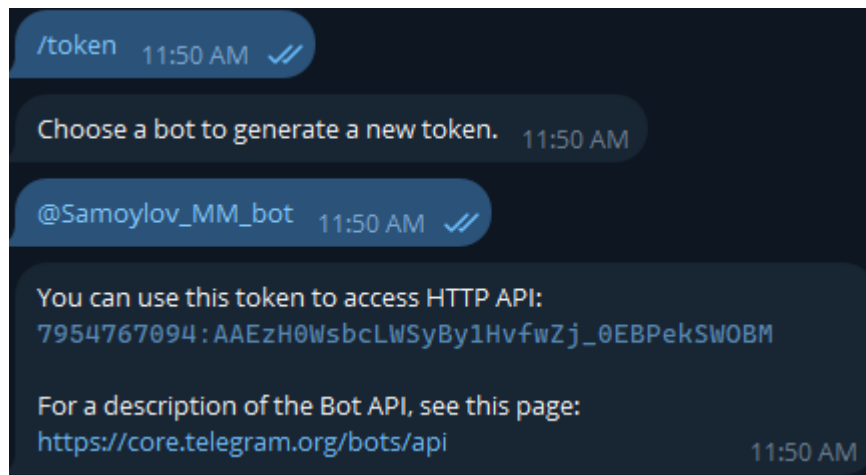 /token 11:50 AM
Choose a bot to generate a new token. 11:50 AM
@Samoylov_MM_bot 11:50 AM
You can use this token to access HTTP API:
7954767094:AAEzH0WsbcLWSyBy1HvfwZj_0EBPekSWOBM
For a description of the Bot API, see this page:
https://core.telegram.org/bots/api 11:50 AM